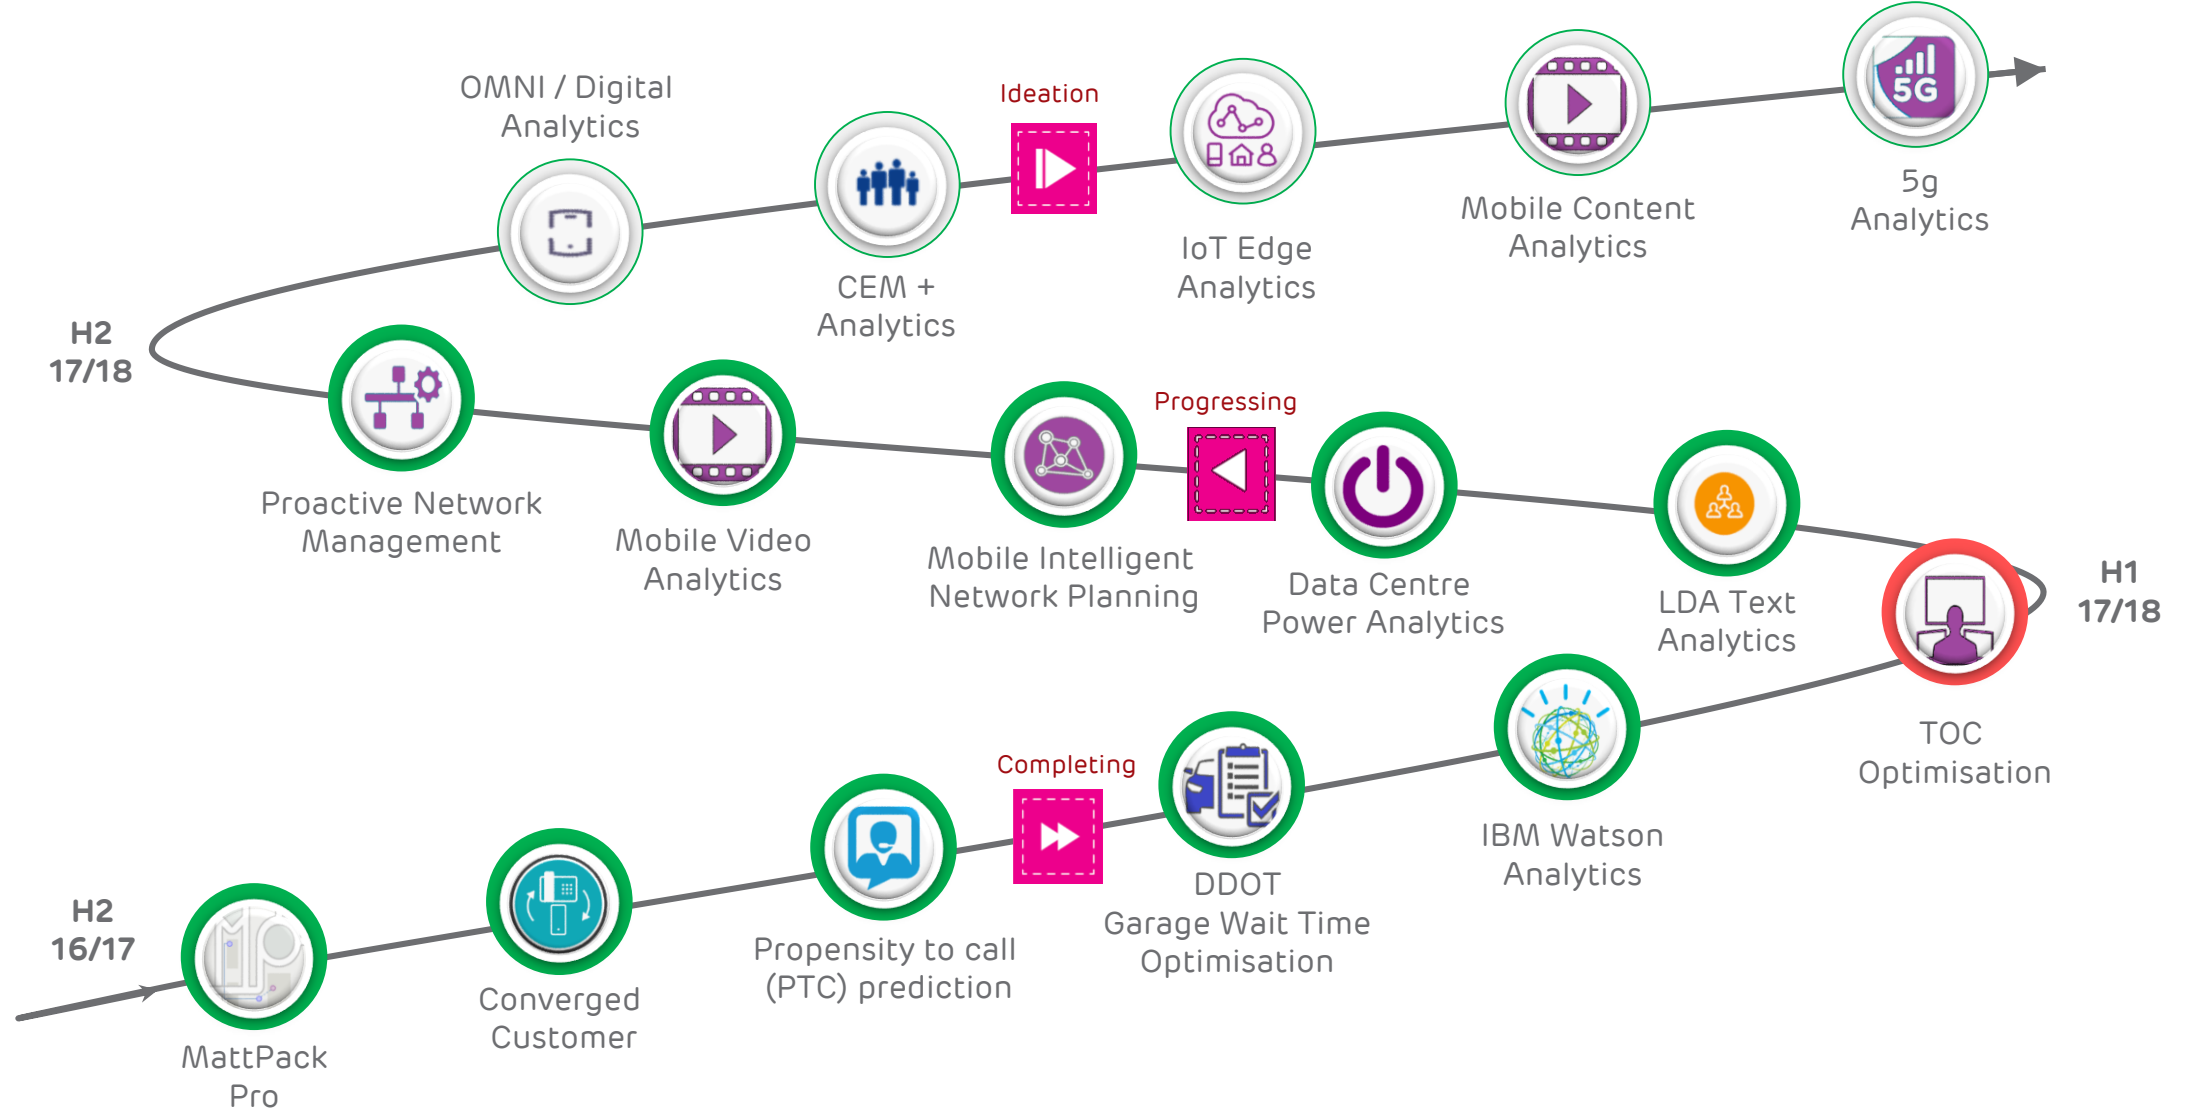 OMNI / Digital
Analytics
CEM +
Analytics
Ideation
IoT Edge
Analytics
Mobile Content
Analytics
5G
5g
Analytics
H2
17/18
Proactive Network
Management
Mobile Video
Analytics
Mobile Intelligent
Network Planning
Progressing
Data Centre
Power Analytics
LDA Text
Analytics
H1
17/18
TOC
Optimisation
IBM Watson
Analytics
DDOT
Garage Wait Time
Optimisation
Completing
Propensity to call
(PTC) prediction
Converged
Customer
H2
16/17
MattPack
Pro